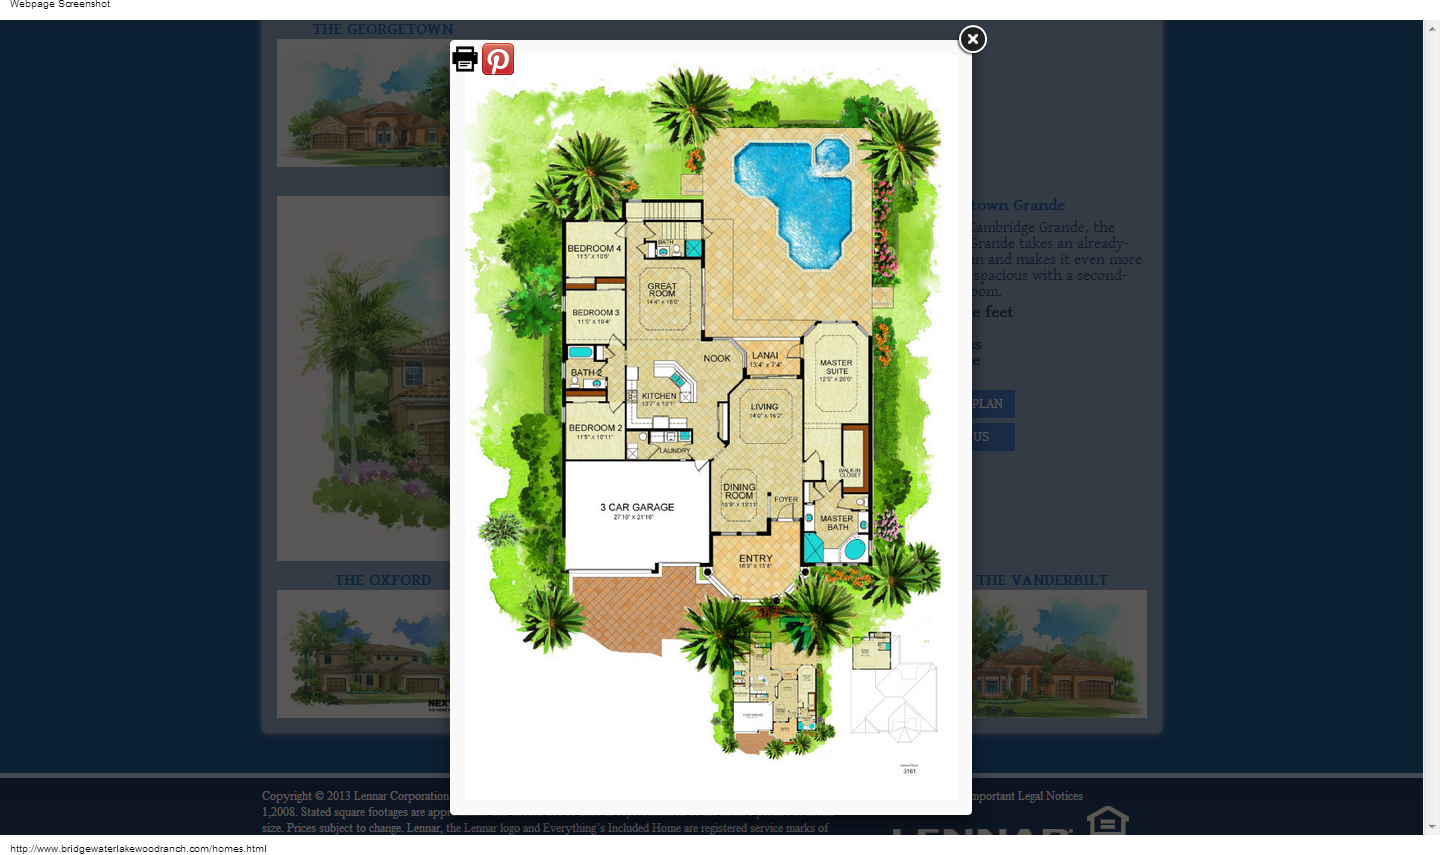 Webpage Screenshot
THE GEORGETOWN
town Grande
Cambridge Grande, the
Grande takes an already-
an and makes it even more
spacious with a second-
oom.
e feet
PLAN
US
BEDROOM 4
11'5" X 10'6"
BATH
GREAT
ROOM
14'4" X 18'0"
BEDROOM 3
11'5" X 10'4"
NOOK
LANAI
13'4" X 7'4"
MASTER
SUITE
12'5" X 26'0"
BATH 2
KITCHEN
13'7" X 13'1"
LIVING
14'0" X 16'2"
BEDROOM 2
11'5" X 10'11"
LAUNDRY
WALK-IN
CLOSET
DINING
ROOM
10'9" X 13'11"
FOYER
3 CAR GARAGE
27'10" X 21'10"
MASTER
BATH
ENTRY
16'9" X 15'8"
THE OXFORD
THE VANDERBILT
NEX
3161
Copyright © 2013 Lennar Corporation
mportant Legal Notices
1,2008. Stated square footages are appr
size. Prices subject to change. Lennar, the Lennar logo and Everything's Included Home are registered service marks of
LENNAR
http://www.bridgewaterlakewoodranch.com/homes.html